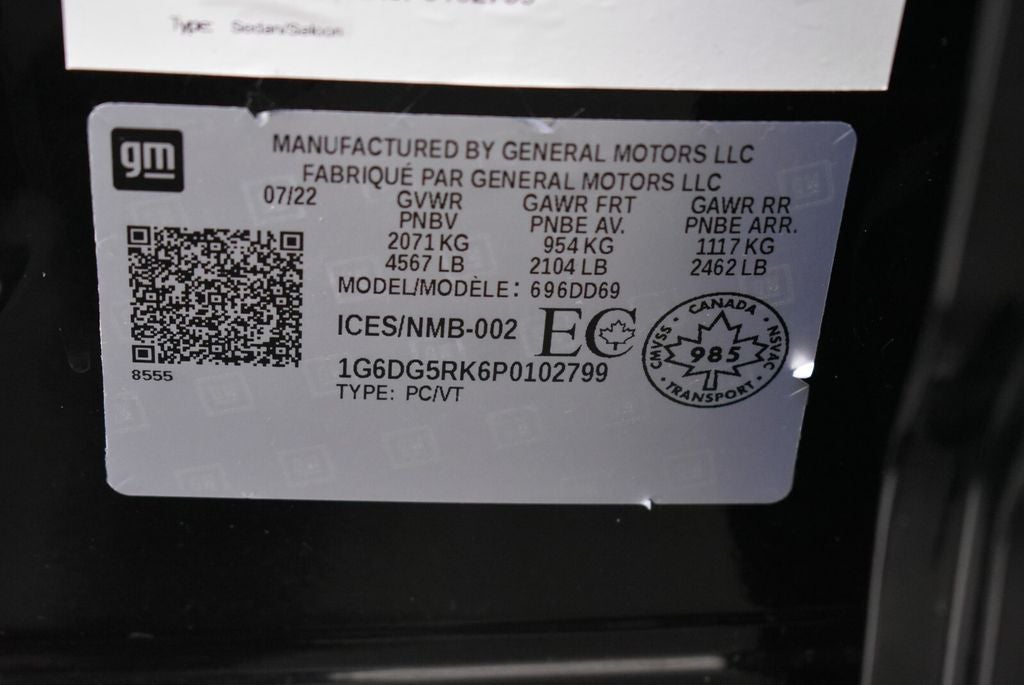 Type: Sedan/Saloon
gm
MANUFACTURED BY GENERAL MOTORS LLC
FABRIQUÉ PAR GENERAL MOTORS LLC
07/22 GVWR GAWR FRT GAWR RR
PNBV PNBE AV. PNBE ARR.
2071 KG 954 KG 1117 KG
4567 LB 2104 LB 2462 LB
MODEL/MODÈLE: 696DD69
ICES/NMB-002 EC
CANADA
CMVSS • NSVAC
985
TRANSPORT
1G6DG5RK6P0102799
8555
TYPE: PC/VT